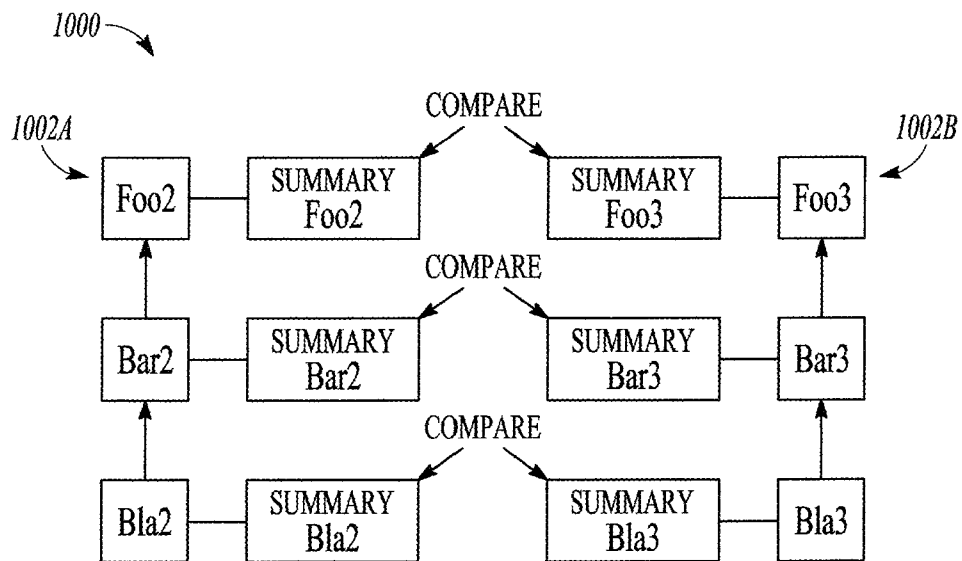 1000
COMPARE
1002A
1002B
Foo2
SUMMARY
Foo2
SUMMARY
Foo3
Foo3
COMPARE
Bar2
SUMMARY
Bar2
SUMMARY
Bar3
Bar3
COMPARE
Bla2
SUMMARY
Bla2
SUMMARY
Bla3
Bla3